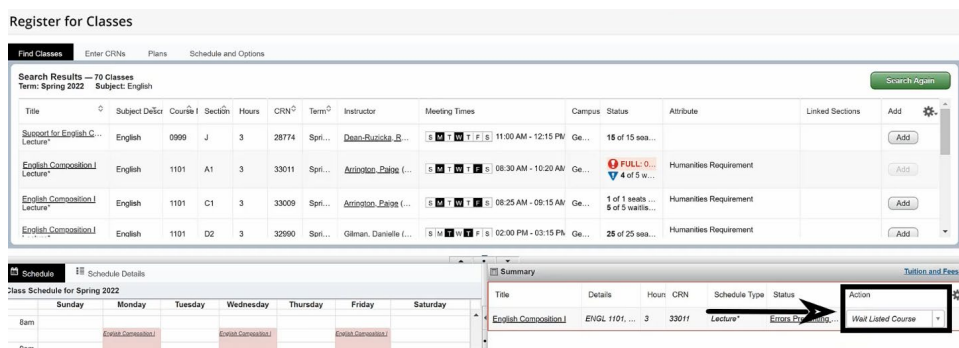 Register for Classes
Find Classes Enter CRNs Plans Schedule and Options
Search Results — 70 Classes
Term: Spring 2022 Subject: English
Search Again
Title Subject Descr Course Section Hours CRN Term Instructor Meeting Times Campus Status Attribute Linked Sections Add
Support for English C... English 0999 J 3 28774 Spri... Dean-Ruzicka, R... S M T W T F S 11:00 AM - 12:15 PM Ge... 15 of 15 sea... Add
Lecture*
English Composition I English 1101 A1 3 33011 Spri... Arrington, Paige (... S M T W T F S 08:30 AM - 10:20 AM Ge... FULL: 0... Humanities Requirement Add
Lecture* 4 of 5 w...
English Composition I English 1101 C1 3 33009 Spri... Arrington, Paige (... S M T W T F S 08:25 AM - 09:15 AM Ge... 1 of 1 seats ... Humanities Requirement Add
Lecture* 5 of 5 waitlis...
English Composition I English 1101 D2 3 32990 Spri... Gilman, Danielle (... S M T W T F S 02:00 PM - 03:15 PM Ge... 25 of 25 sea... Humanities Requirement Add
Schedule Schedule Details
Class Schedule for Spring 2022
Sunday Monday Tuesday Wednesday Thursday Friday Saturday
8am
English Composition I English Composition I English Composition I
9am
Summary Tuition and Fees
Title Details Hours CRN Schedule Type Status Action
English Composition I ENGL 1101, ... 3 33011 Lecture* Errors Wait Listed Course